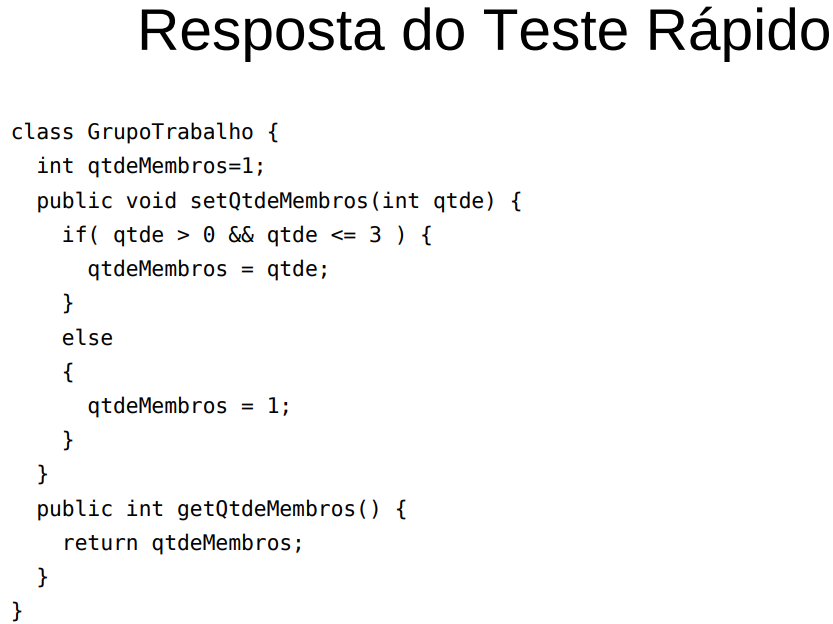 Resposta do Teste Rápido
class GrupoTrabalho {
  int qtdeMembros=1;
  public void setQtdeMembros(int qtde) {
    if( qtde > 0 && qtde <= 3 ) {
      qtdeMembros = qtde;
    }
    else
    {
      qtdeMembros = 1;
    }
  }
  public int getQtdeMembros() {
    return qtdeMembros;
  }
}